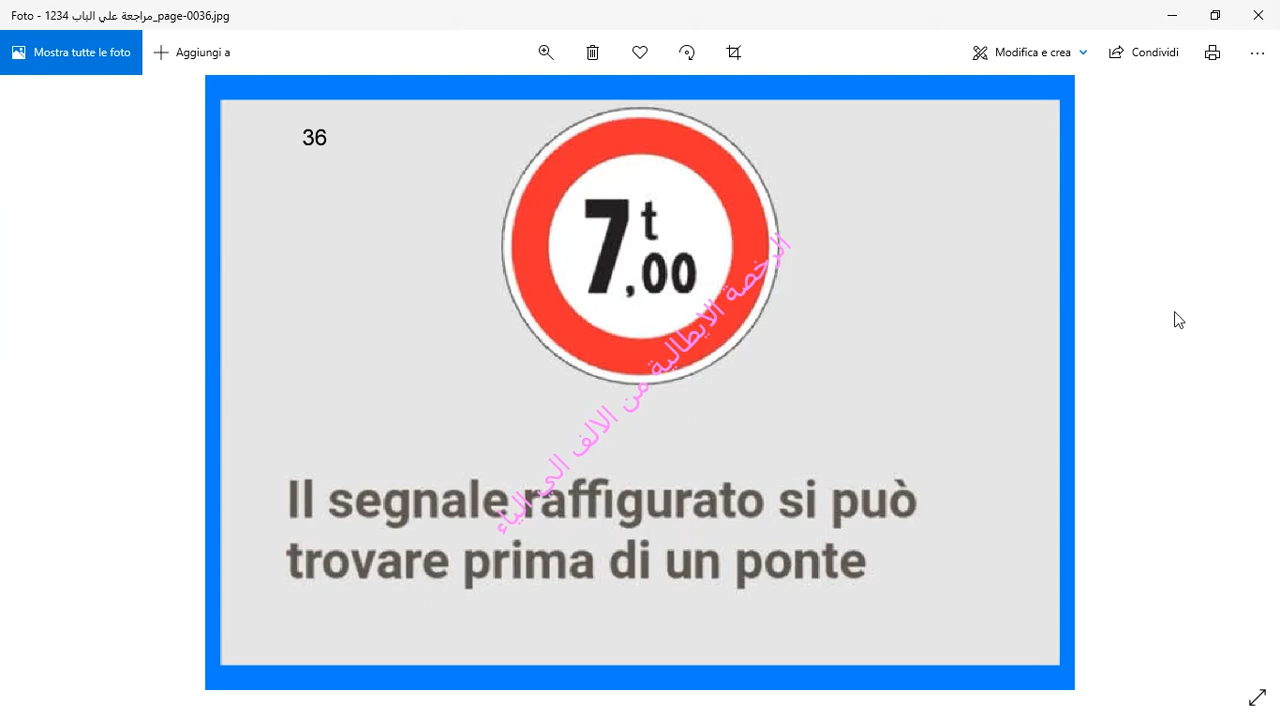 Foto - 1234 مراجعة علي الباب_page-0036.jpg
Mostra tutte le foto
Aggiungi a
Modifica e crea
Condividi
36
7,00 t
الرخصة الايطالية من الالف الي الياء
Il segnale raffigurato si può
trovare prima di un ponte